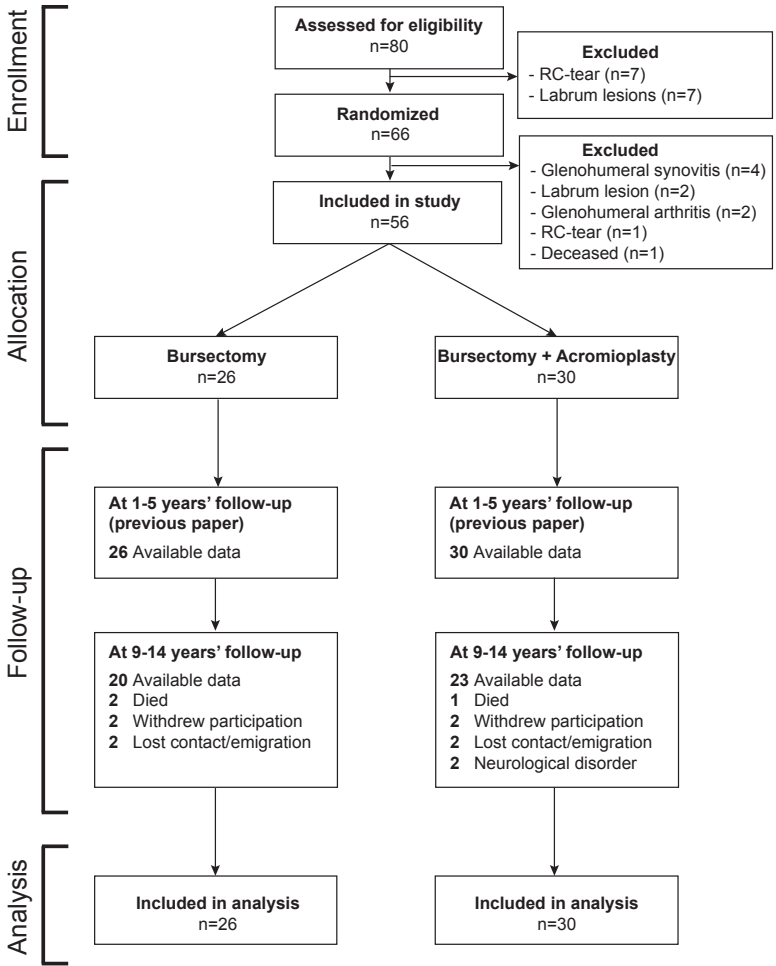 Enrollment
Assessed for eligibility
n=80
Excluded
- RC-tear (n=7)
- Labrum lesions (n=7)
Randomized
n=66
Excluded
- Glenohumeral synovitis (n=4)
- Labrum lesion (n=2)
- Glenohumeral arthritis (n=2)
- RC-tear (n=1)
- Deceased (n=1)
Allocation
Included in study
n=56
Bursectomy
n=26
Bursectomy + Acromioplasty
n=30
Follow-up
At 1-5 years’ follow-up
(previous paper)
26 Available data
At 1-5 years’ follow-up
(previous paper)
30 Available data
At 9-14 years’ follow-up
20 Available data
2 Died
2 Withdrew participation
2 Lost contact/emigration
At 9-14 years’ follow-up
23 Available data
1 Died
2 Withdrew participation
2 Lost contact/emigration
2 Neurological disorder
Analysis
Included in analysis
n=26
Included in analysis
n=30